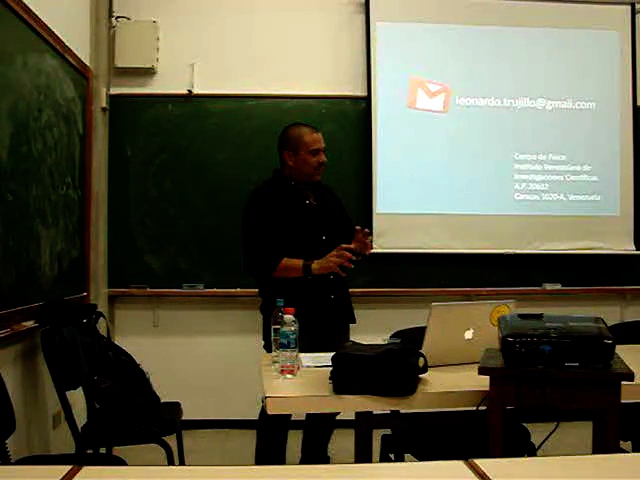 leonardo.trujillo@gmail.com
Centro de Física
Instituto Venezolano de
Investigaciones Científicas
A.P. 20632
Caracas 1020-A, Venezuela